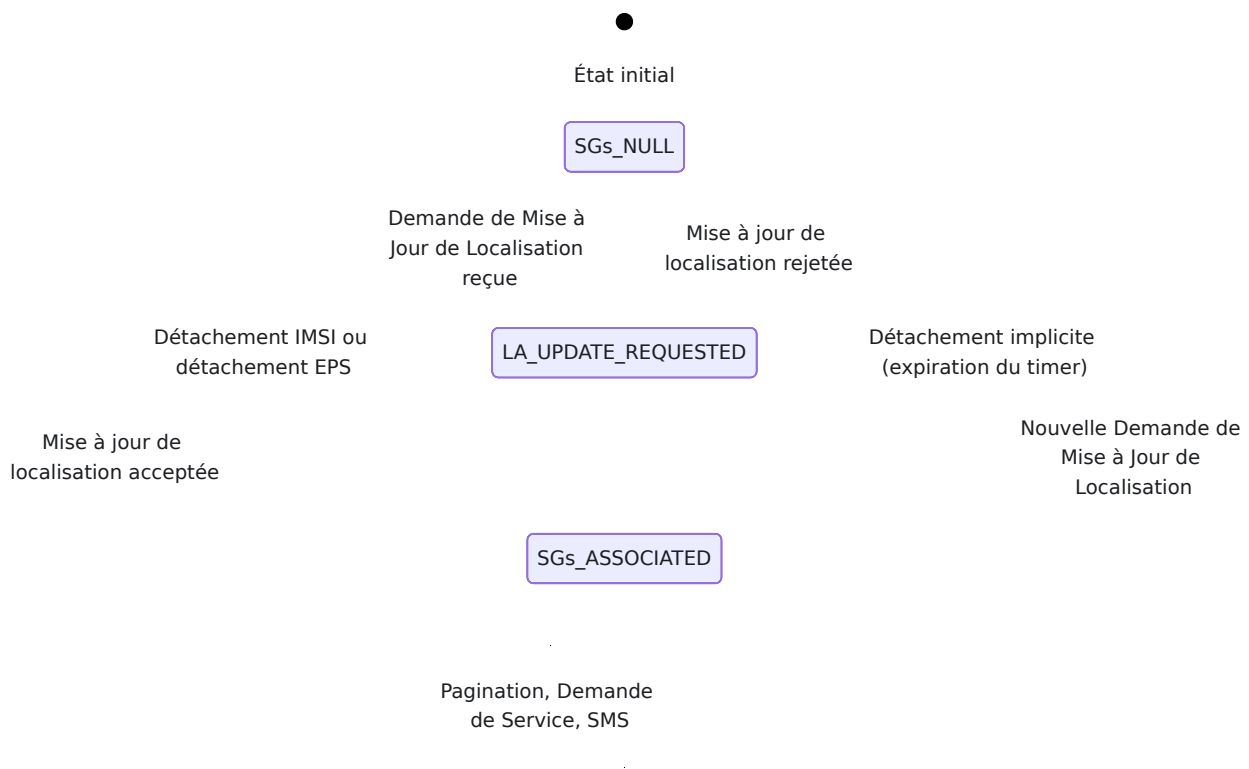 État initial
SGs_NULL
Demande de Mise à
Jour de Localisation
reçue
Mise à jour de
localisation rejetée
Détachement IMSI ou
détachement EPS
LA_UPDATE_REQUESTED
Détachement implicite
(expiration du timer)
Mise à jour de
localisation acceptée
Nouvelle Demande de
Mise à Jour de
Localisation
SGs_ASSOCIATED
Pagination, Demande
de Service, SMS